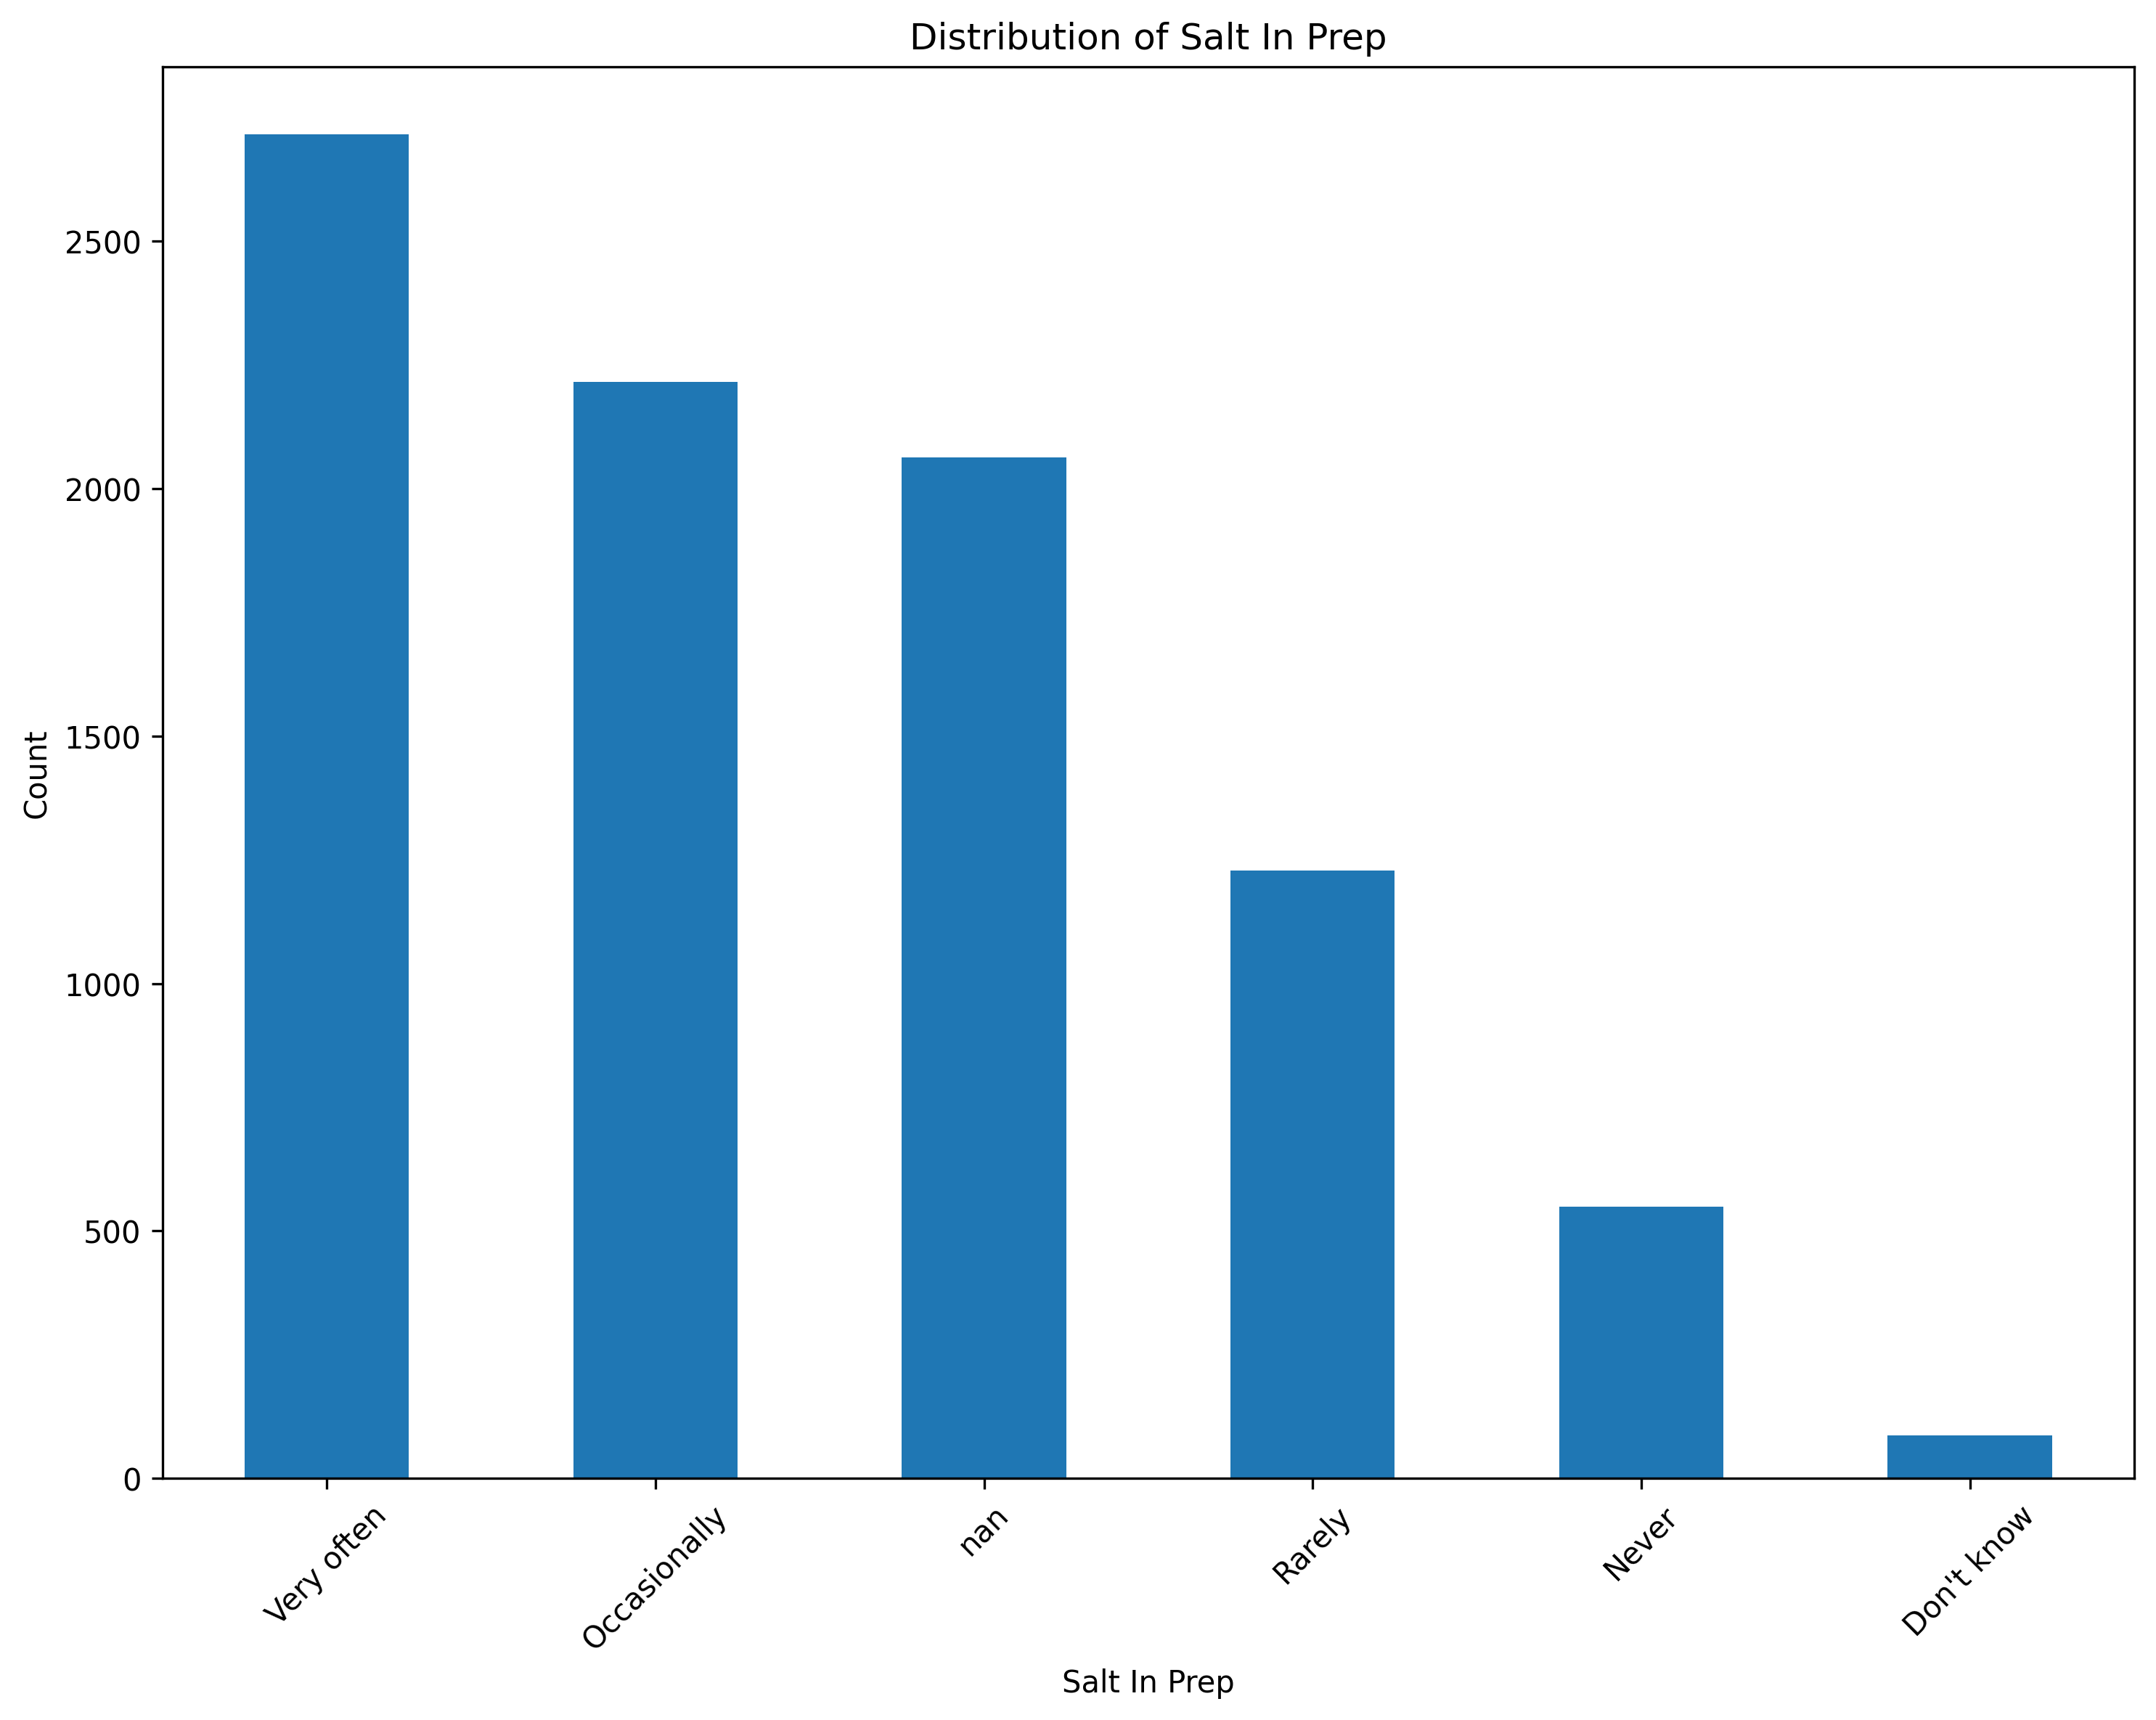 Distribution of Salt In Prep
Count
2500
2000
1500
1000
500
0
Very often
Occasionally
nan
Rarely
Never
Don't know
Salt In Prep